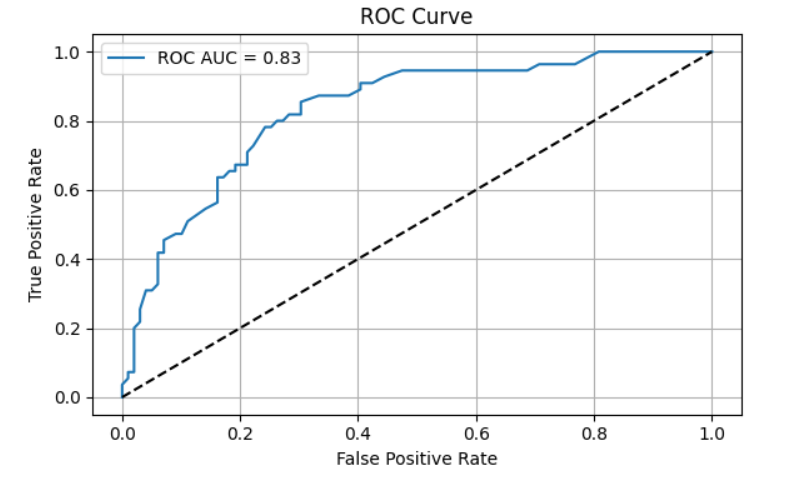 ROC Curve
ROC AUC = 0.83
True Positive Rate
1.0
0.8
0.6
0.4
0.2
0.0
0.0 0.2 0.4 0.6 0.8 1.0
False Positive Rate